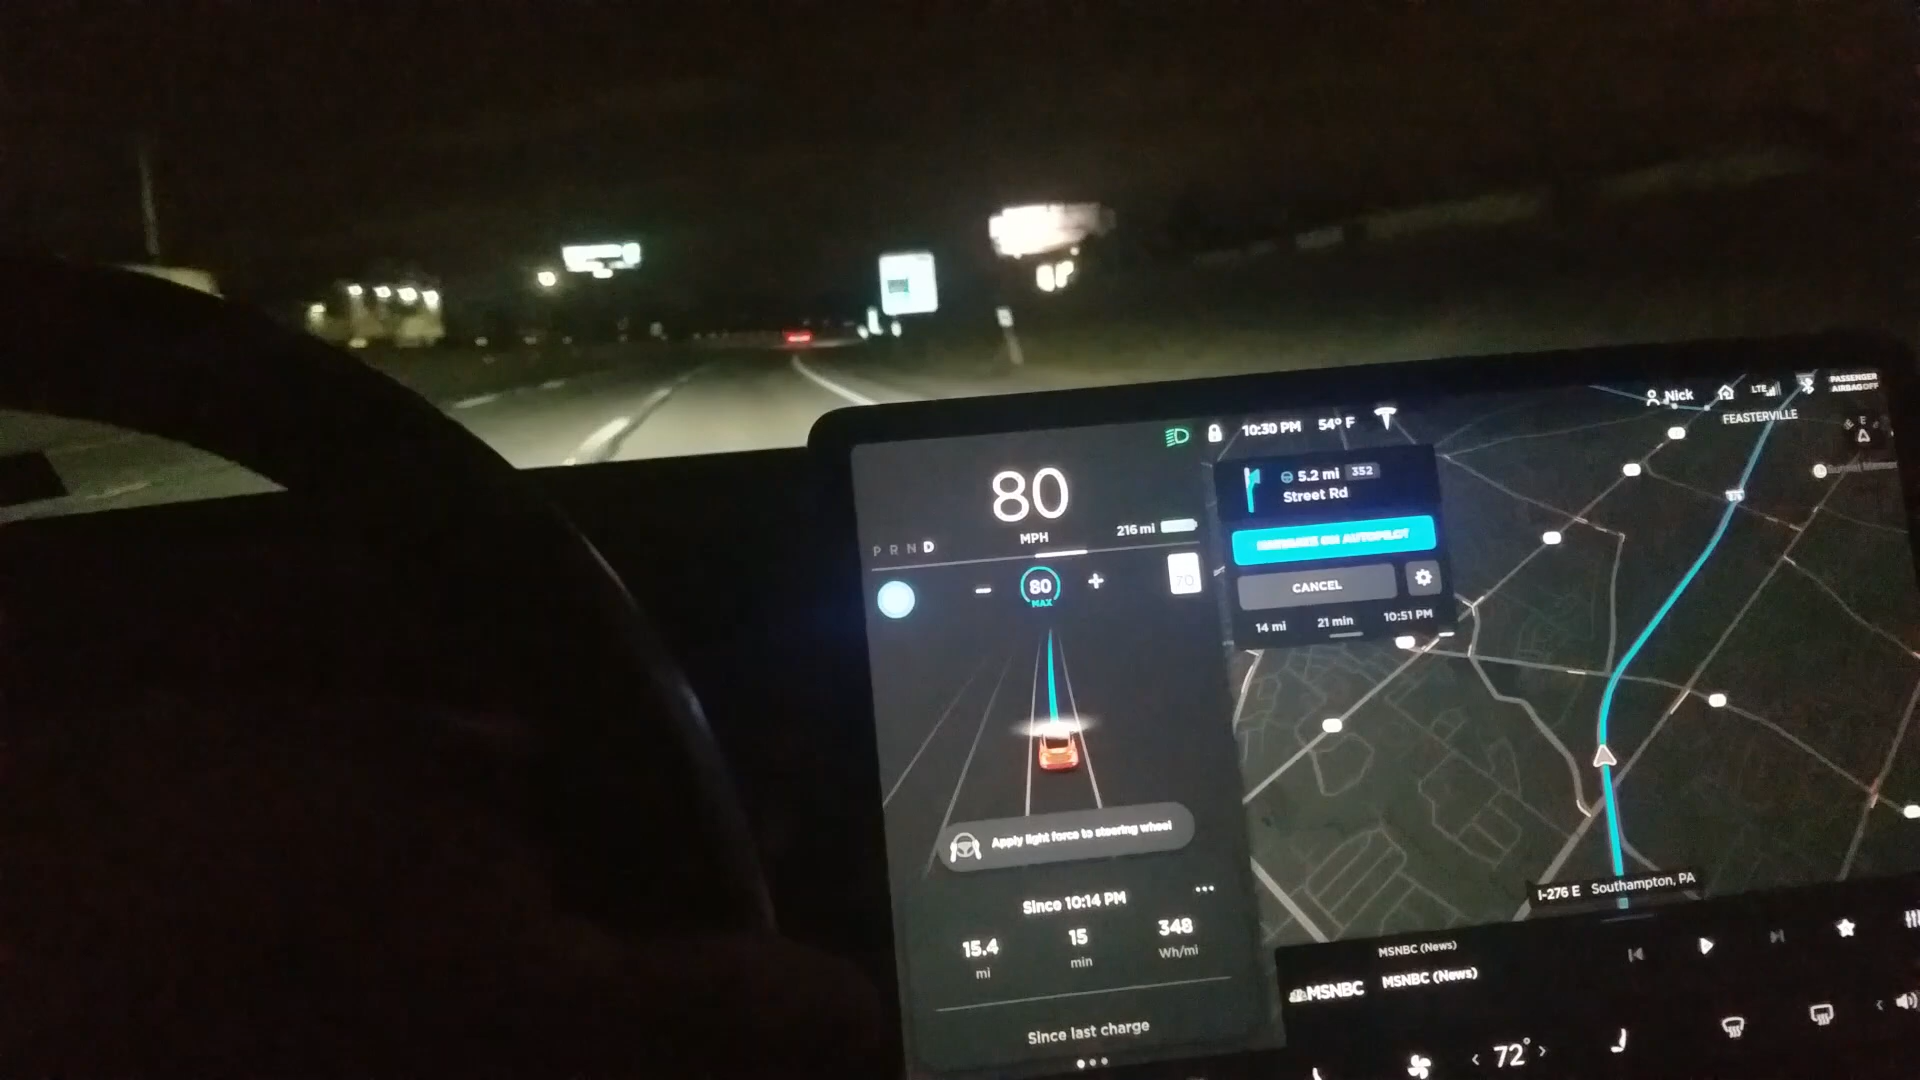 80
MPH
216 mi
P R N D
80
MAX
70
Apply light force to steering wheel
Since 10:14 PM
15.4
mi
15
min
348
Wh/mi
Since last charge
10:30 PM
54° F
Nick
LTE
PASSENGER
AIRBAG OFF
5.2 mi 352
Street Rd
NAVIGATE ON AUTOPILOT
CANCEL
14 mi
21 min
10:51 PM
FEASTERVILLE
I-276 E Southampton, PA
MSNBC (News)
MSNBC
MSNBC (News)
72°